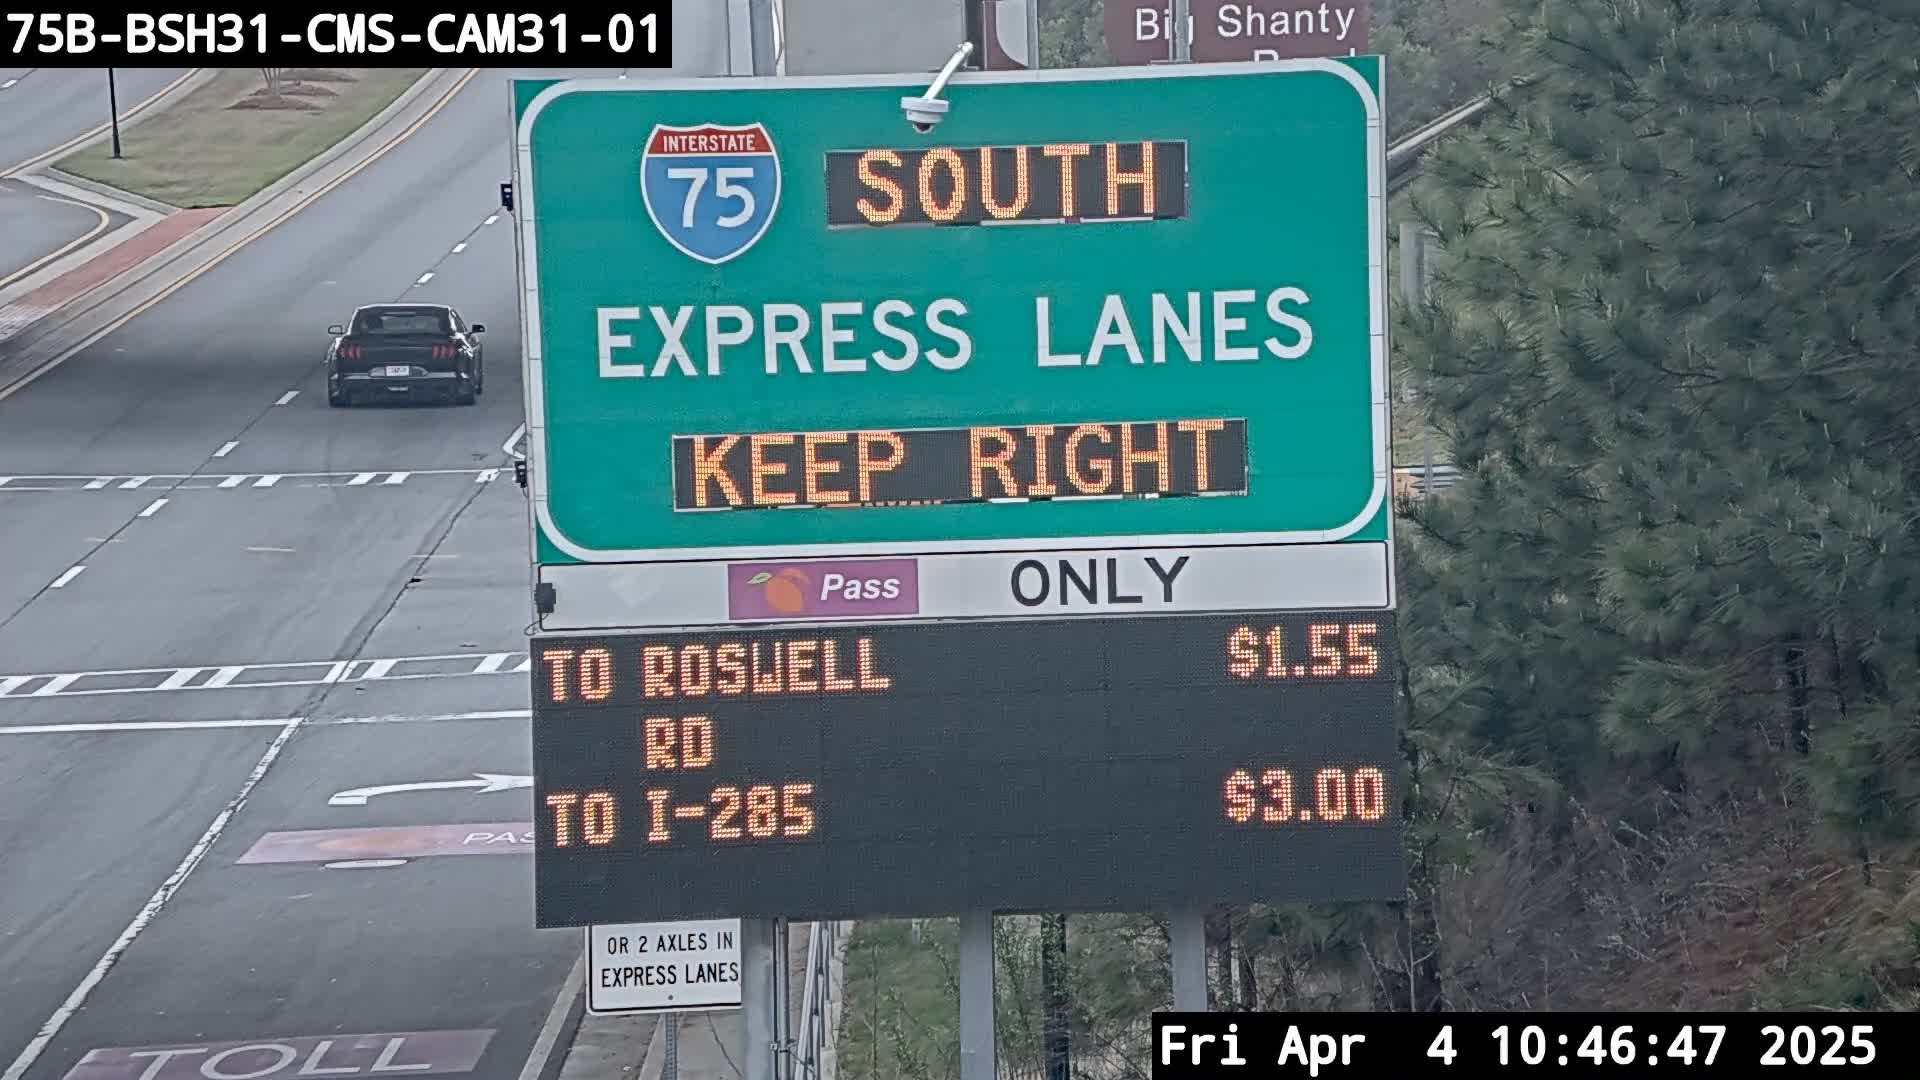 75B-BSH31-CMS-CAM31-01
Big Shanty
INTERSTATE
75
SOUTH
EXPRESS LANES
KEEP RIGHT
Pass ONLY
TO ROSWELL $1.55
RD
TO I-285 $3.00
OR 2 AXLES IN
EXPRESS LANES
TOLL
Fri Apr 4 10:46:47 2025